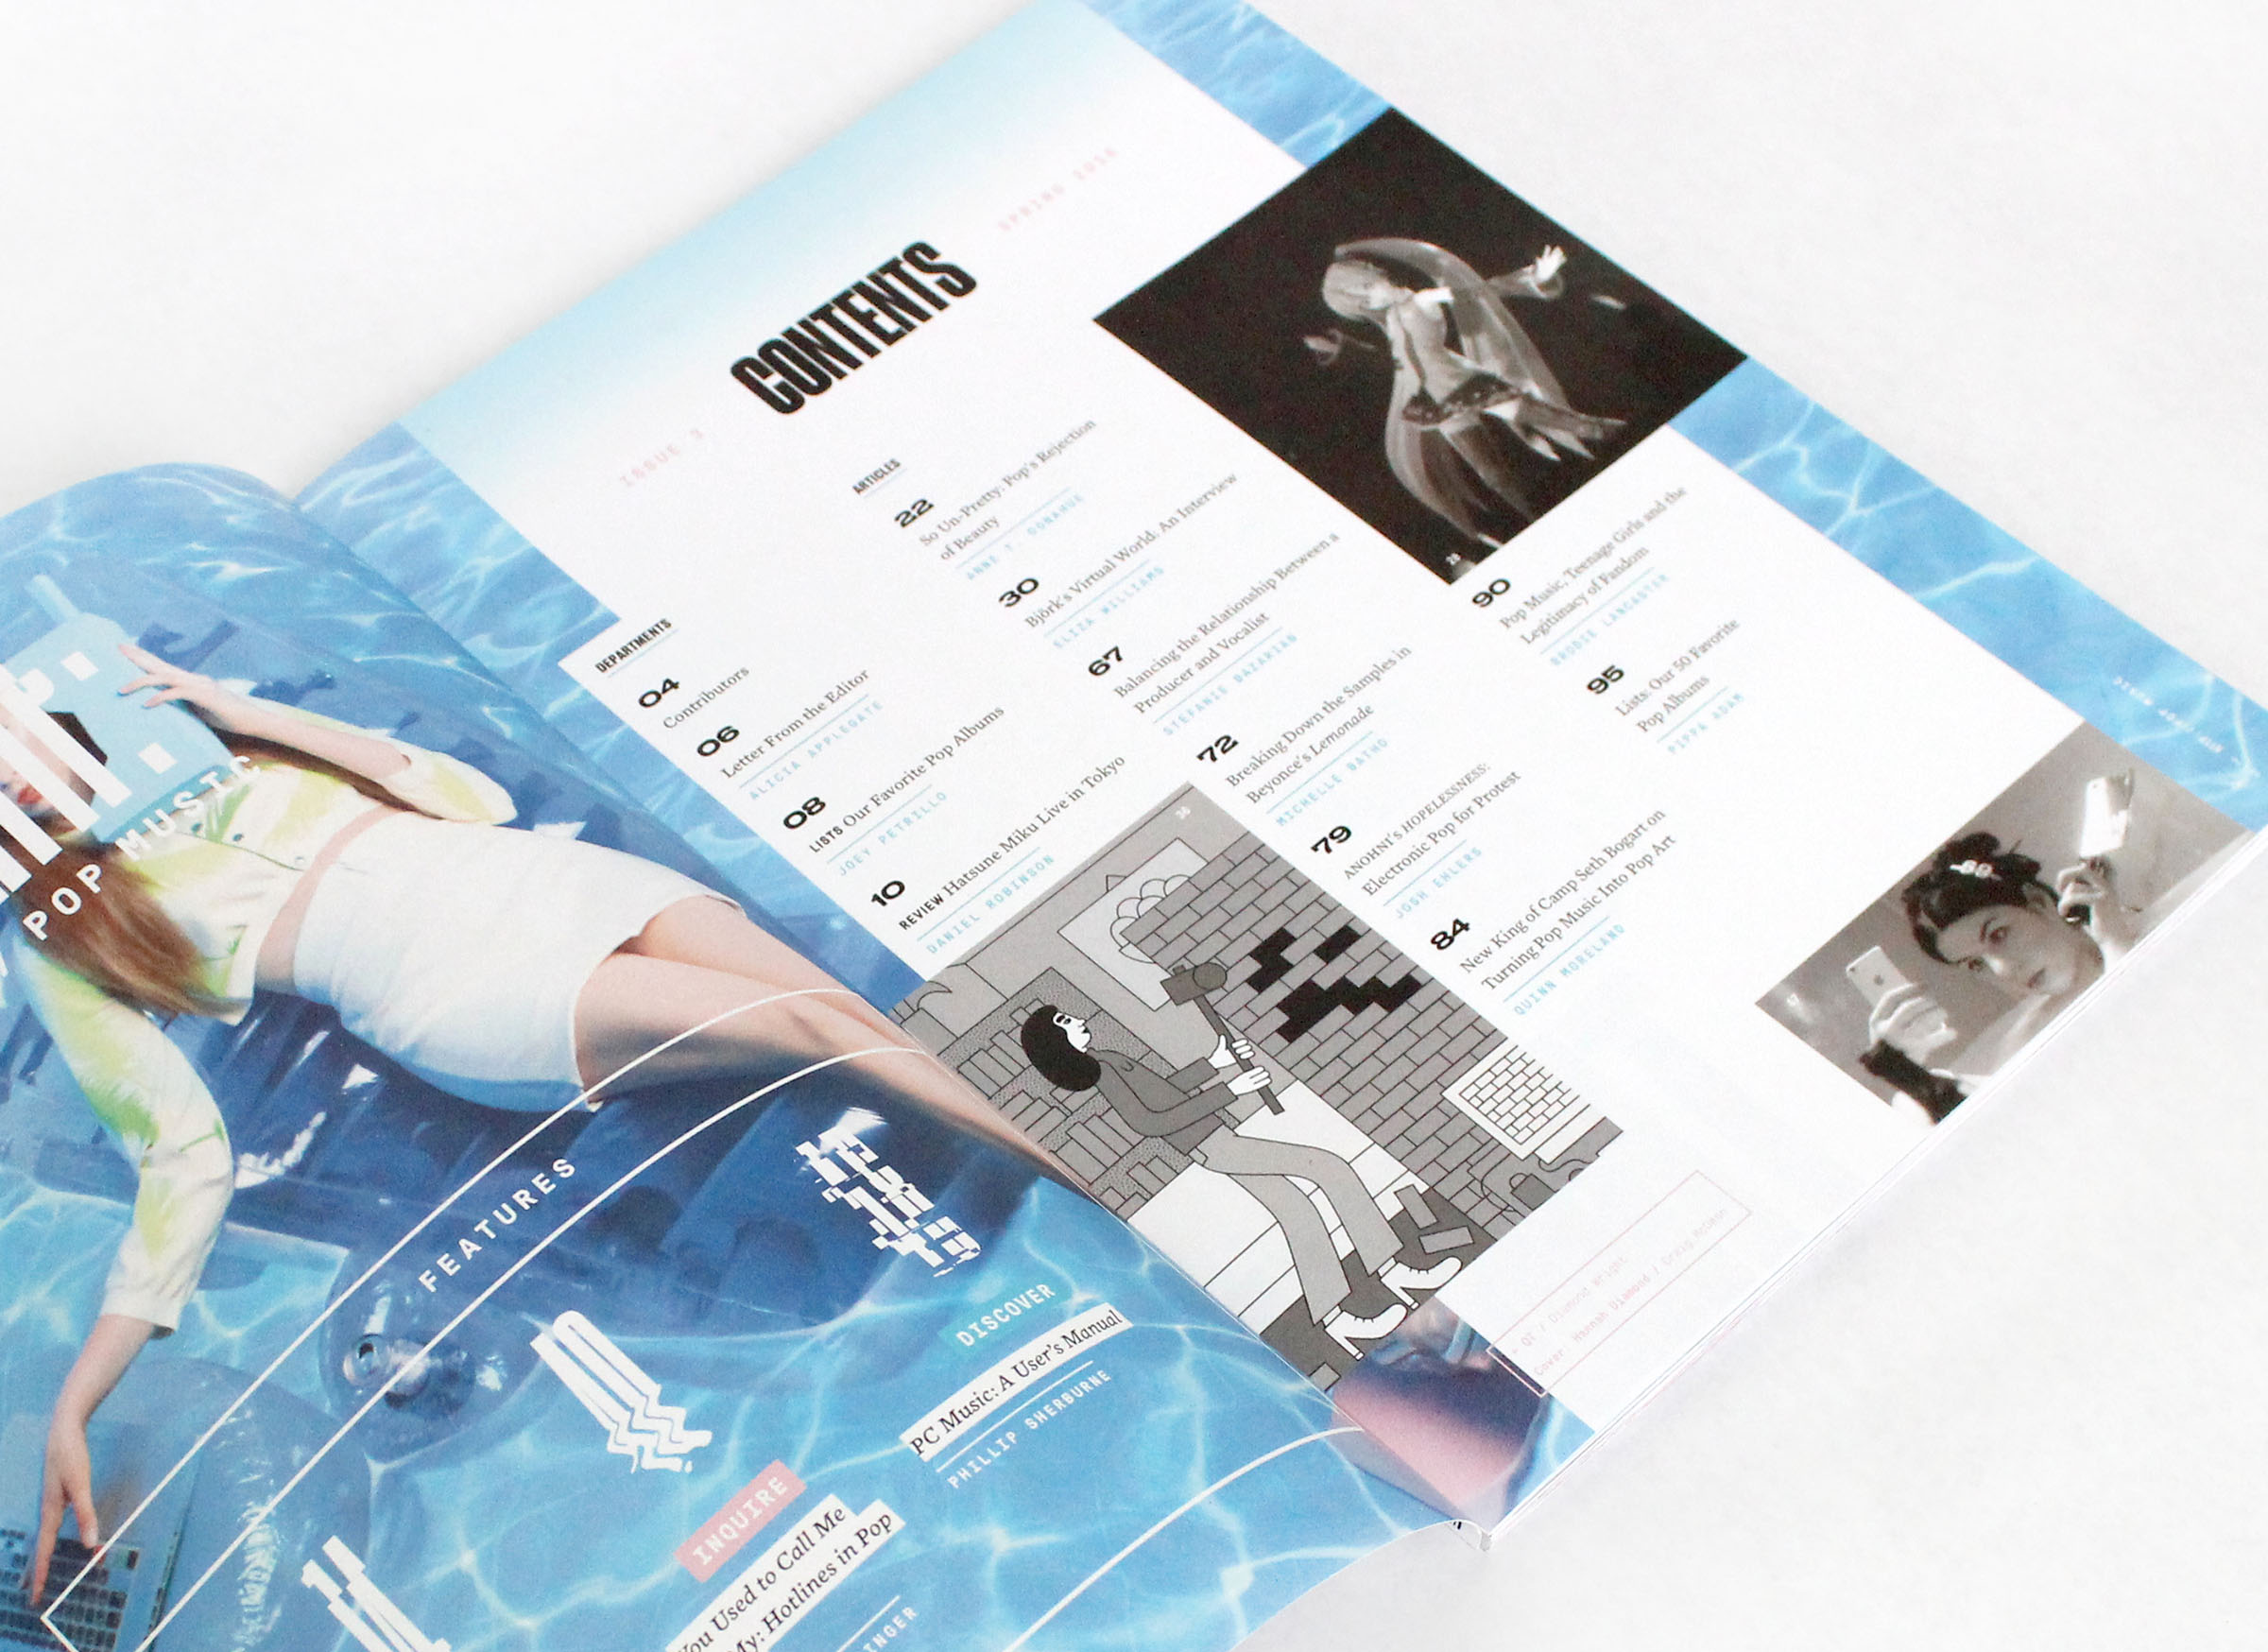 POP MUSIC
FEATURES
DISCOVER
PC Music: A User's Manual
PHILLIP SHERBURNE
INQUIRE
You Used to Call Me
My: Hotlines in Pop
INGER
ISSUE 3
CONTENTS
SPRING 2016
DEPARTMENTS
04
Contributors
06
Letter From the Editor
ALICIA APPLEGATE
08
LISTS Our Favorite Pop Albums
JOEY PETRILLO
10
REVIEW Hatsune Miku Live in Tokyo
DANIEL ROBINSON
ARTICLES
22
So Un-Pretty: Pop's Rejection
of Beauty
ANNE T. DONAHUE
30
Björk's Virtual World: An Interview
ELIZA WILLIAMS
67
Balancing the Relationship Between a
Producer and Vocalist
STEFANIE DAZARIAN
72
Breaking Down the Samples in
Beyonce's Lemonade
MICHELLE BATHO
79
ANOHNI's HOPELESSNESS:
Electronic Pop for Protest
JOSH EHLERS
84
New King of Camp Seth Bogart on
Turning Pop Music Into Pop Art
QUINN MORELAND
90
Pop Music, Teenage Girls and the
Legitimacy of Fandom
BRODIE LANCASTER
95
Lists: Our 50 Favorite
Pop Albums
PIPPA ADAM
QT / Diamond Wright
Cover Hannah Diamond /